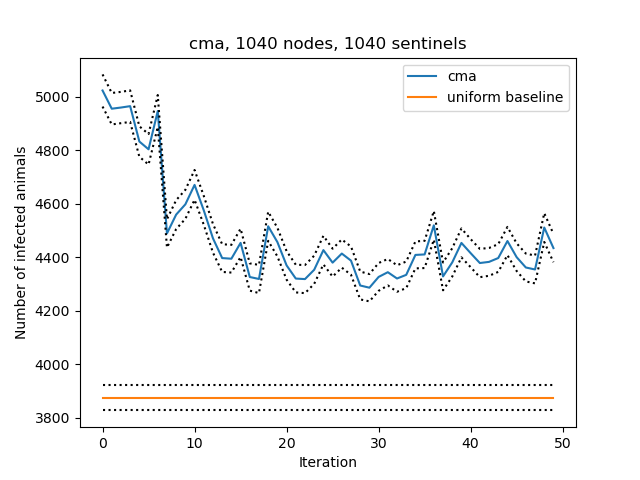 cma, 1040 nodes, 1040 sentinels
cma
uniform baseline
Number of infected animals
5000
4800
4600
4400
4200
4000
3800
0 10 20 30 40 50
Iteration